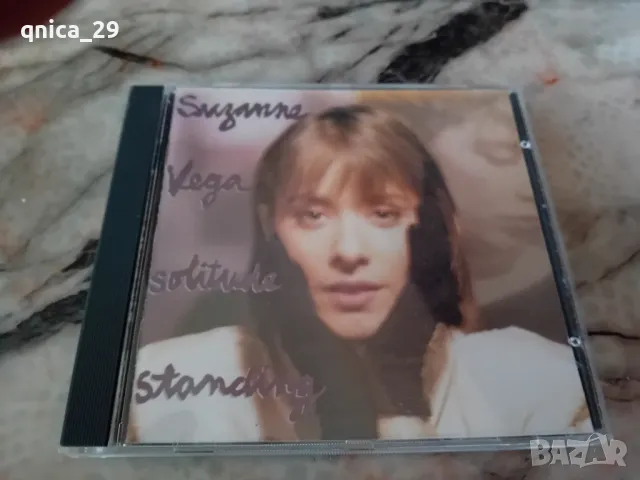 qnica_29
Suzanne
Vega
solitude
standing
BAZAR